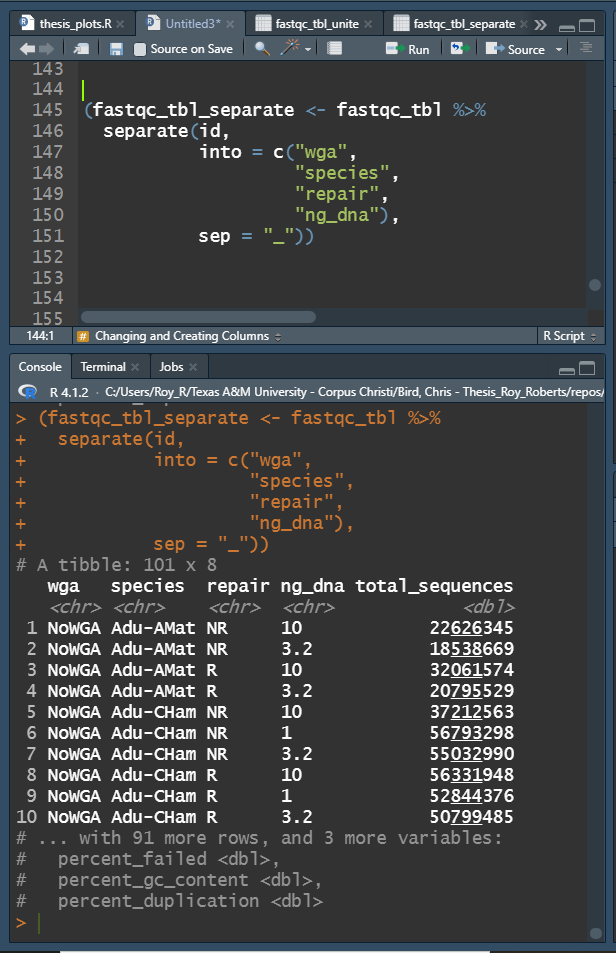 thesis_plots.R × Untitled3* × fastqc_tbl_unite × fastqc_tbl_separate ×
Source on Save Run Source
143
144
145 (fastqc_tbl_separate <- fastqc_tbl %>%
146 separate(id,
147 into = c("wga",
148 "species",
149 "repair",
150 "ng_dna"),
151 sep = "_"))
152
153
154
155
144:1 # Changing and Creating Columns R Script
Console Terminal × Jobs ×
R 4.1.2 · C:/Users/Roy_R/Texas A&M University - Corpus Christi/Bird, Chris - Thesis_Roy_Roberts/repos/
> (fastqc_tbl_separate <- fastqc_tbl %>%
+ separate(id,
+ into = c("wga",
+ "species",
+ "repair",
+ "ng_dna"),
+ sep = "_"))
# A tibble: 101 x 8
wga species repair ng_dna total_sequences
<chr> <chr> <chr> <chr> <dbl>
1 NoWGA Adu-AMat NR 10 22626345
2 NoWGA Adu-AMat NR 3.2 18538669
3 NoWGA Adu-AMat R 10 32061574
4 NoWGA Adu-AMat R 3.2 20795529
5 NoWGA Adu-CHam NR 10 37212563
6 NoWGA Adu-CHam NR 1 56793298
7 NoWGA Adu-CHam NR 3.2 55032990
8 NoWGA Adu-CHam R 10 56331948
9 NoWGA Adu-CHam R 1 52844376
10 NoWGA Adu-CHam R 3.2 50799485
# ... with 91 more rows, and 3 more variables:
# percent_failed <dbl>,
# percent_gc_content <dbl>,
# percent_duplication <dbl>
>